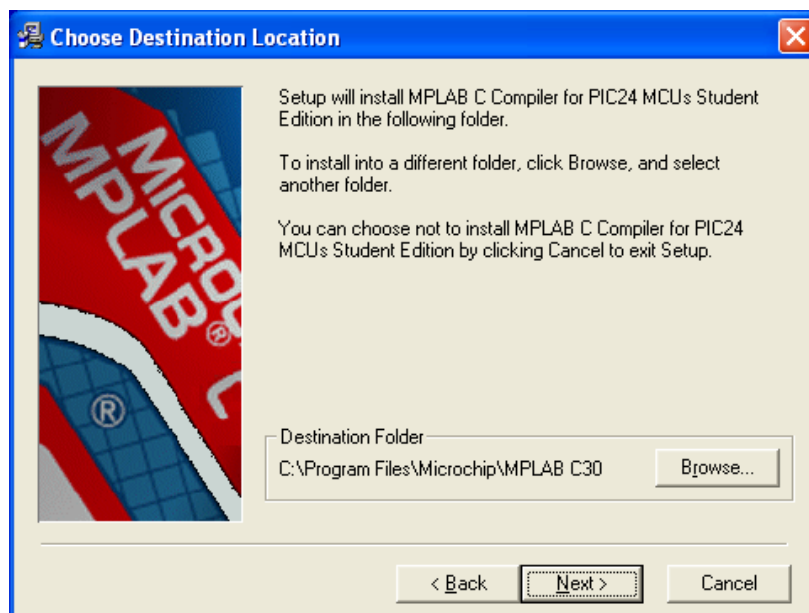 Choose Destination Location
MICROC
MPLAB® C
®
Setup will install MPLAB C Compiler for PIC24 MCUs Student
Edition in the following folder.
To install into a different folder, click Browse, and select
another folder.
You can choose not to install MPLAB C Compiler for PIC24
MCUs Student Edition by clicking Cancel to exit Setup.
Destination Folder
C:\Program Files\Microchip\MPLAB C30
Browse...
< Back
Next >
Cancel